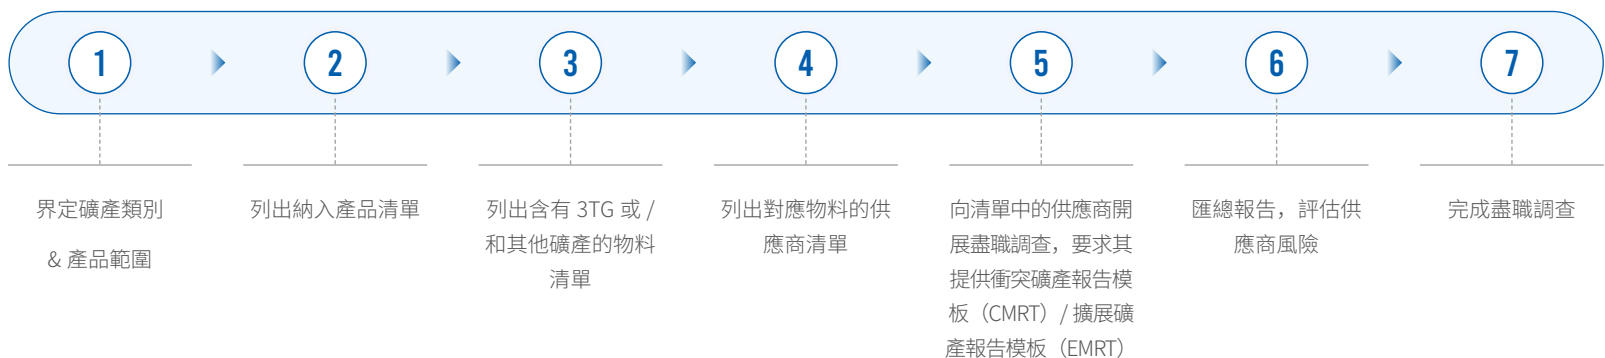 1
2
3
4
5
6
7
界定礦產類別
& 產品範圍
列出納入產品清單
列出含有 3TG 或 /
和其他礦產的物料
清單
列出對應物料的供
應商清單
向清單中的供應商開
展盡職調查，要求其
提供衝突礦產報告模
板（CMRT）/ 擴展礦
產報告模板（EMRT）
匯總報告，評估供
應商風險
完成盡職調查